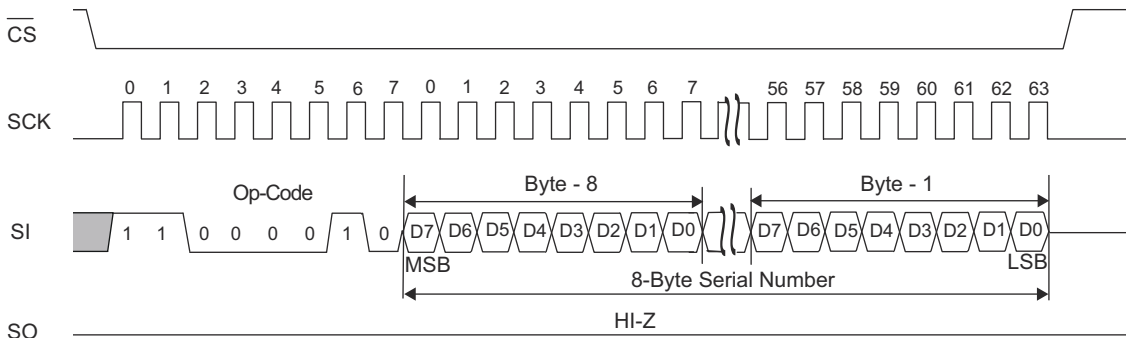 CS
0 1 2 3 4 5 6 7 0 1 2 3 4 5 6 7 56 57 58 59 60 61 62 63
SCK
Op-Code Byte - 8 Byte - 1
SI 1 1 0 0 0 0 1 0 D7 D6 D5 D4 D3 D2 D1 D0 D7 D6 D5 D4 D3 D2 D1 D0
MSB LSB
8-Byte Serial Number
HI-Z
SO